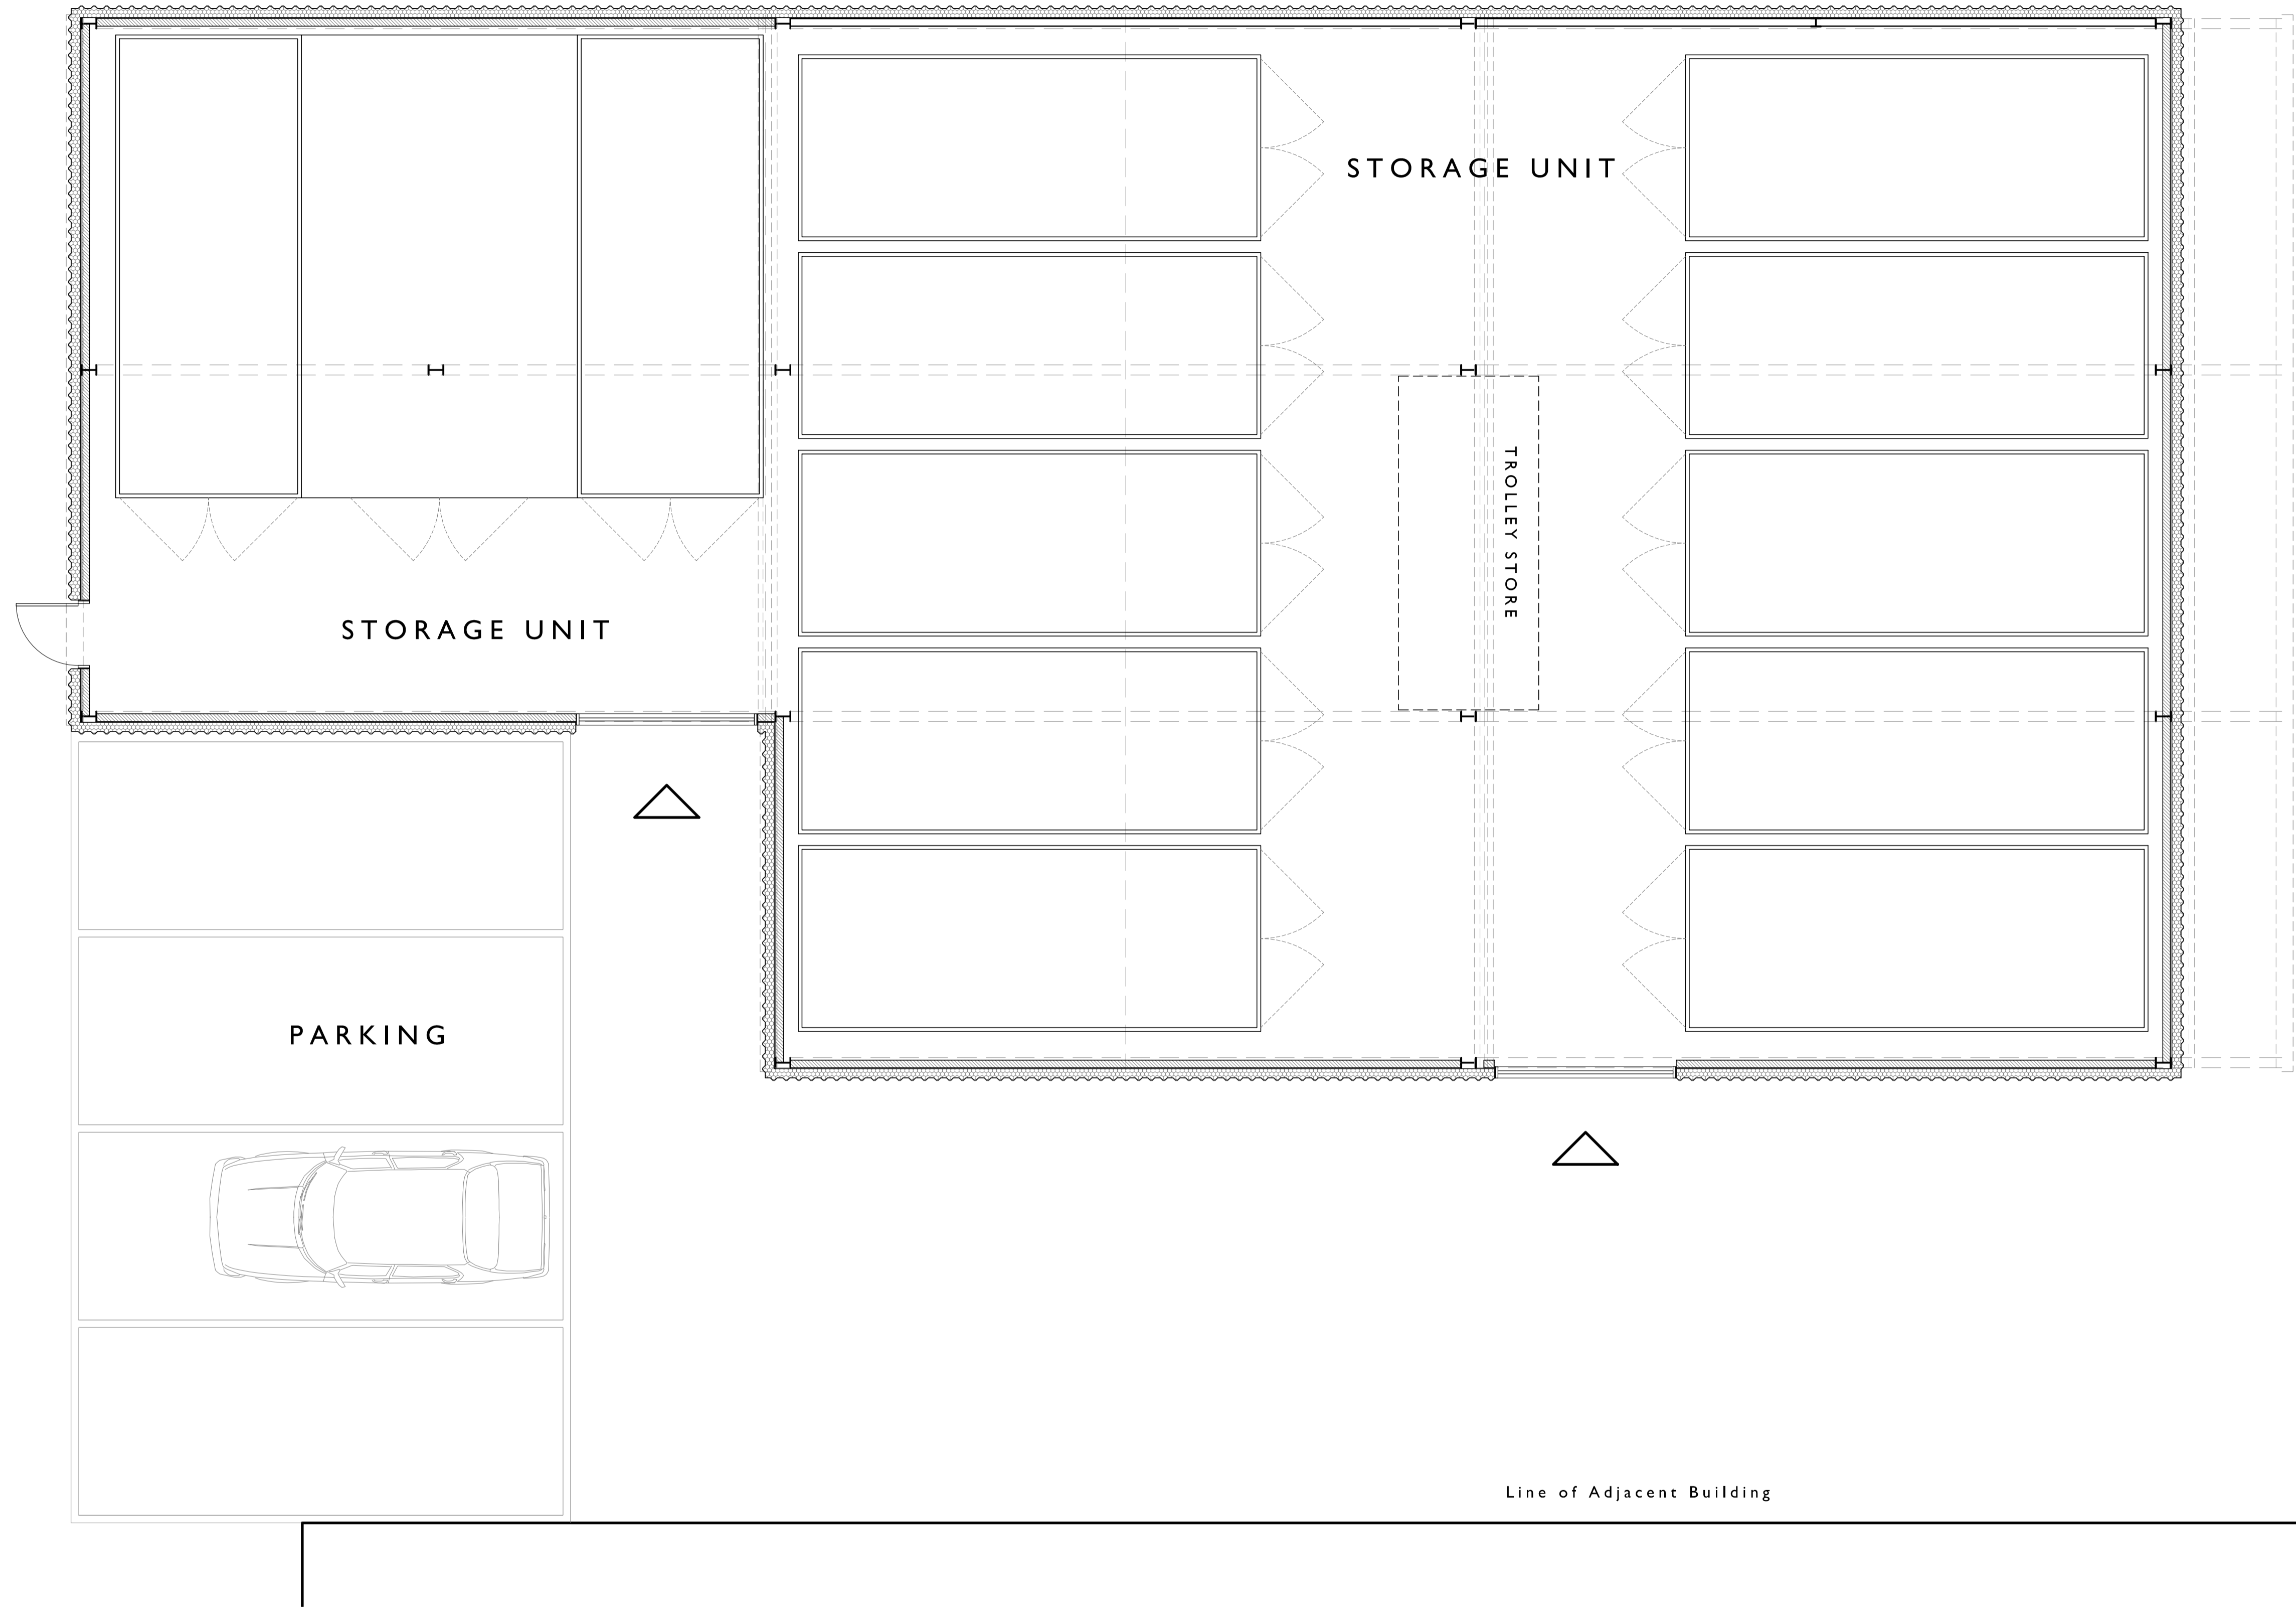 STORAGE UNIT
TROLLEY STORE
STORAGE UNIT
PARKING
Line of Adjacent Building